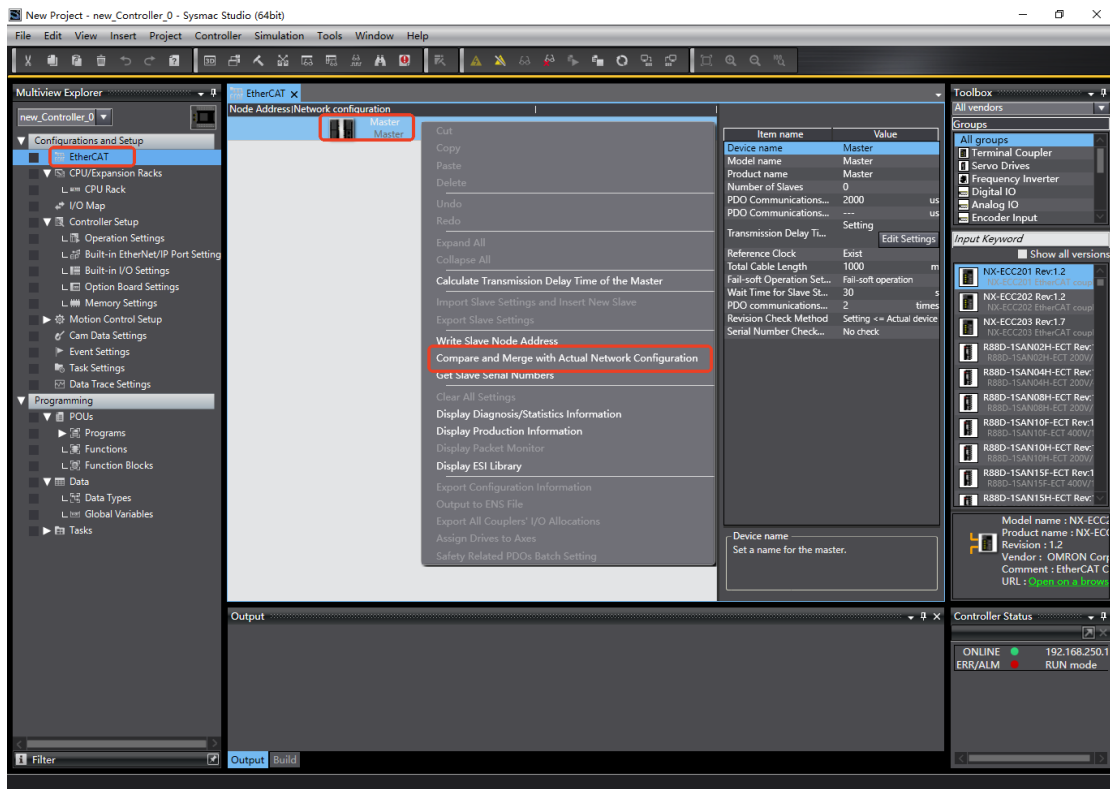 New Project - new_Controller_0 - Sysmac Studio (64bit)
File Edit View Insert Project Controller Simulation Tools Window Help
Multiview Explorer
new_Controller_0
Configurations and Setup
EtherCAT
CPU/Expansion Racks
CPU Rack
I/O Map
Controller Setup
Operation Settings
Built-in EtherNet/IP Port Setting
Built-in I/O Settings
Option Board Settings
Memory Settings
Motion Control Setup
Cam Data Settings
Event Settings
Task Settings
Data Trace Settings
Programming
POUs
Programs
Functions
Function Blocks
Data
Data Types
Global Variables
Tasks
Filter
EtherCAT
Node Address|Network configuration
Master
Master
Cut
Copy
Paste
Delete
Undo
Redo
Expand All
Collapse All
Calculate Transmission Delay Time of the Master
Import Slave Settings and Insert New Slave
Export Slave Settings
Write Slave Node Address
Compare and Merge with Actual Network Configuration
Get Slave Serial Numbers
Clear All Settings
Display Diagnosis/Statistics Information
Display Production Information
Display Packet Monitor
Display ESI Library
Export Configuration Information
Output to ENS File
Export All Couplers' I/O Allocations
Assign Drives to Axes
Safety Related PDOs Batch Setting
Item name Value
Device name Master
Model name Master
Product name Master
Number of Slaves 0
PDO Communications... 2000 us
PDO Communications... --- us
Transmission Delay Ti... Setting
Edit Settings
Reference Clock Exist
Total Cable Length 1000 m
Fail-soft Operation Set... Fail-soft operation
Wait Time for Slave St... 30 s
PDO communications... 2 times
Revision Check Method Setting <= Actual device
Serial Number Check... No check
Device name
Set a name for the master.
Output
Output Build
Toolbox
All vendors
Groups
All groups
Terminal Coupler
Servo Drives
Frequency Inverter
Digital IO
Analog IO
Encoder Input
Input Keyword
Show all versions
NX-ECC201 Rev:1.2
NX-ECC201 EtherCAT coup
NX-ECC202 Rev:1.2
NX-ECC202 EtherCAT coup
NX-ECC203 Rev:1.7
NX-ECC203 EtherCAT coup
R88D-1SAN02H-ECT Rev:
R88D-1SAN02H-ECT 200V/
R88D-1SAN04H-ECT Rev:
R88D-1SAN04H-ECT 200V/
R88D-1SAN08H-ECT Rev:
R88D-1SAN08H-ECT 200V/
R88D-1SAN10F-ECT Rev:1
R88D-1SAN10F-ECT 400V/
R88D-1SAN10H-ECT Rev:
R88D-1SAN10H-ECT 200V/
R88D-1SAN15F-ECT Rev:1
R88D-1SAN15F-ECT 400V/
R88D-1SAN15H-ECT Rev:
Model name : NX-ECC2
Product name : NX-ECC
Revision : 1.2
Vendor : OMRON Corp
Comment : EtherCAT C
URL : Open on a brows
Controller Status
ONLINE 192.168.250.1
ERR/ALM RUN mode